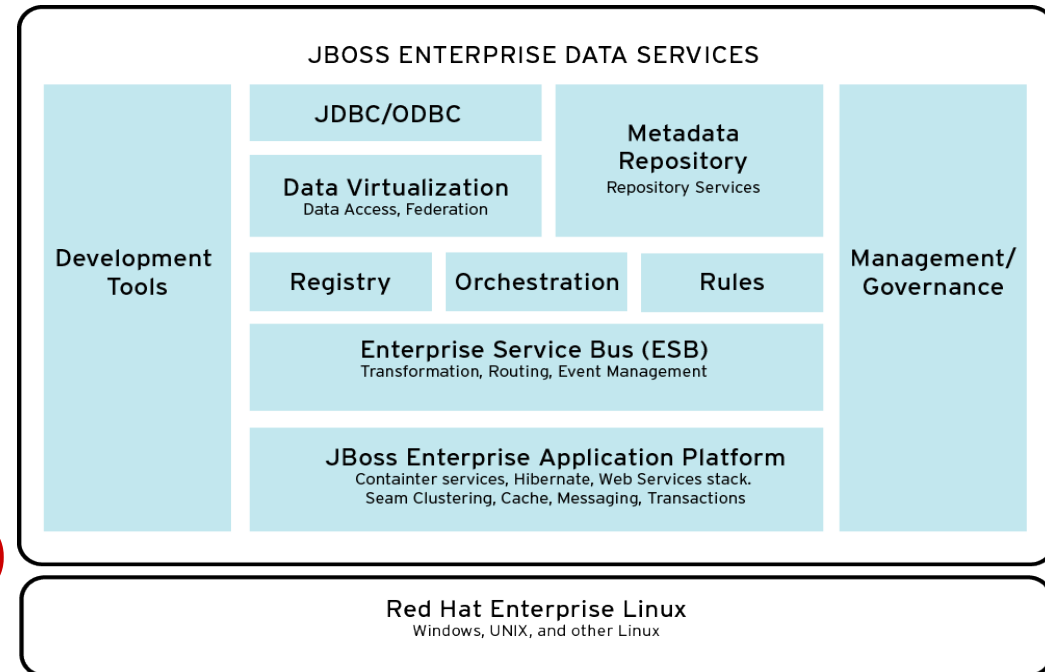 JBOSS ENTERPRISE DATA SERVICES
JDBC/ODBC
Metadata
Repository
Repository Services
Data Virtualization
Data Access, Federation
Development
Tools
Management/
Governance
Registry
Orchestration
Rules
Enterprise Service Bus (ESB)
Transformation, Routing, Event Management
JBoss Enterprise Application Platform
Containter services, Hibernate, Web Services stack.
Seam Clustering, Cache, Messaging, Transactions
Red Hat Enterprise Linux
Windows, UNIX, and other Linux